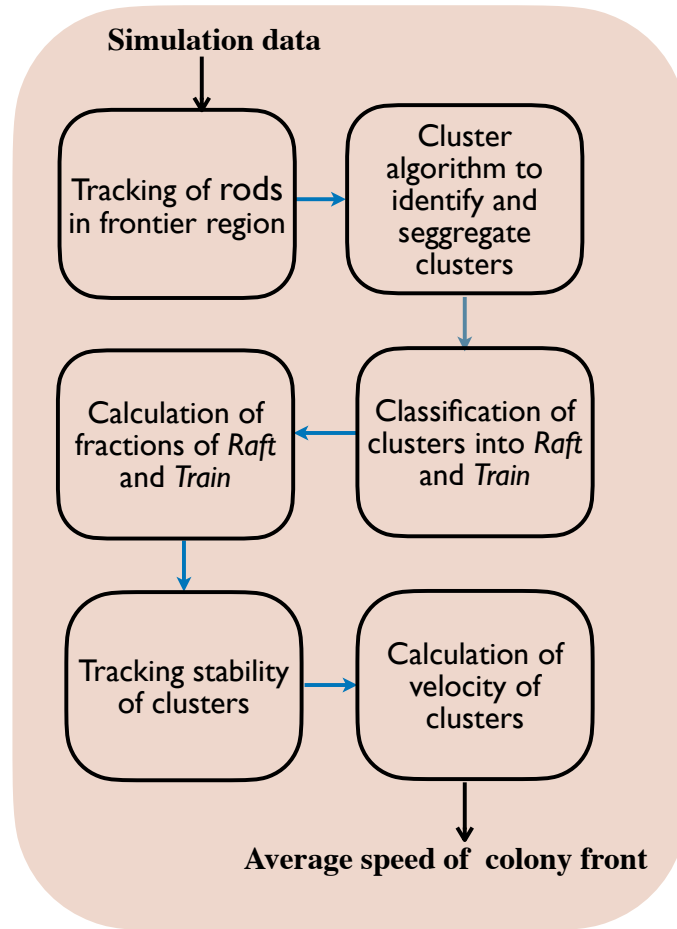 Simulation data
Tracking of rods
in frontier region
Cluster
algorithm to
identify and
seggregate
clusters
Classification of
clusters into Raft
and Train
Calculation of
fractions of Raft
and Train
Tracking stability
of clusters
Calculation of
velocity of
clusters
Average speed of colony front